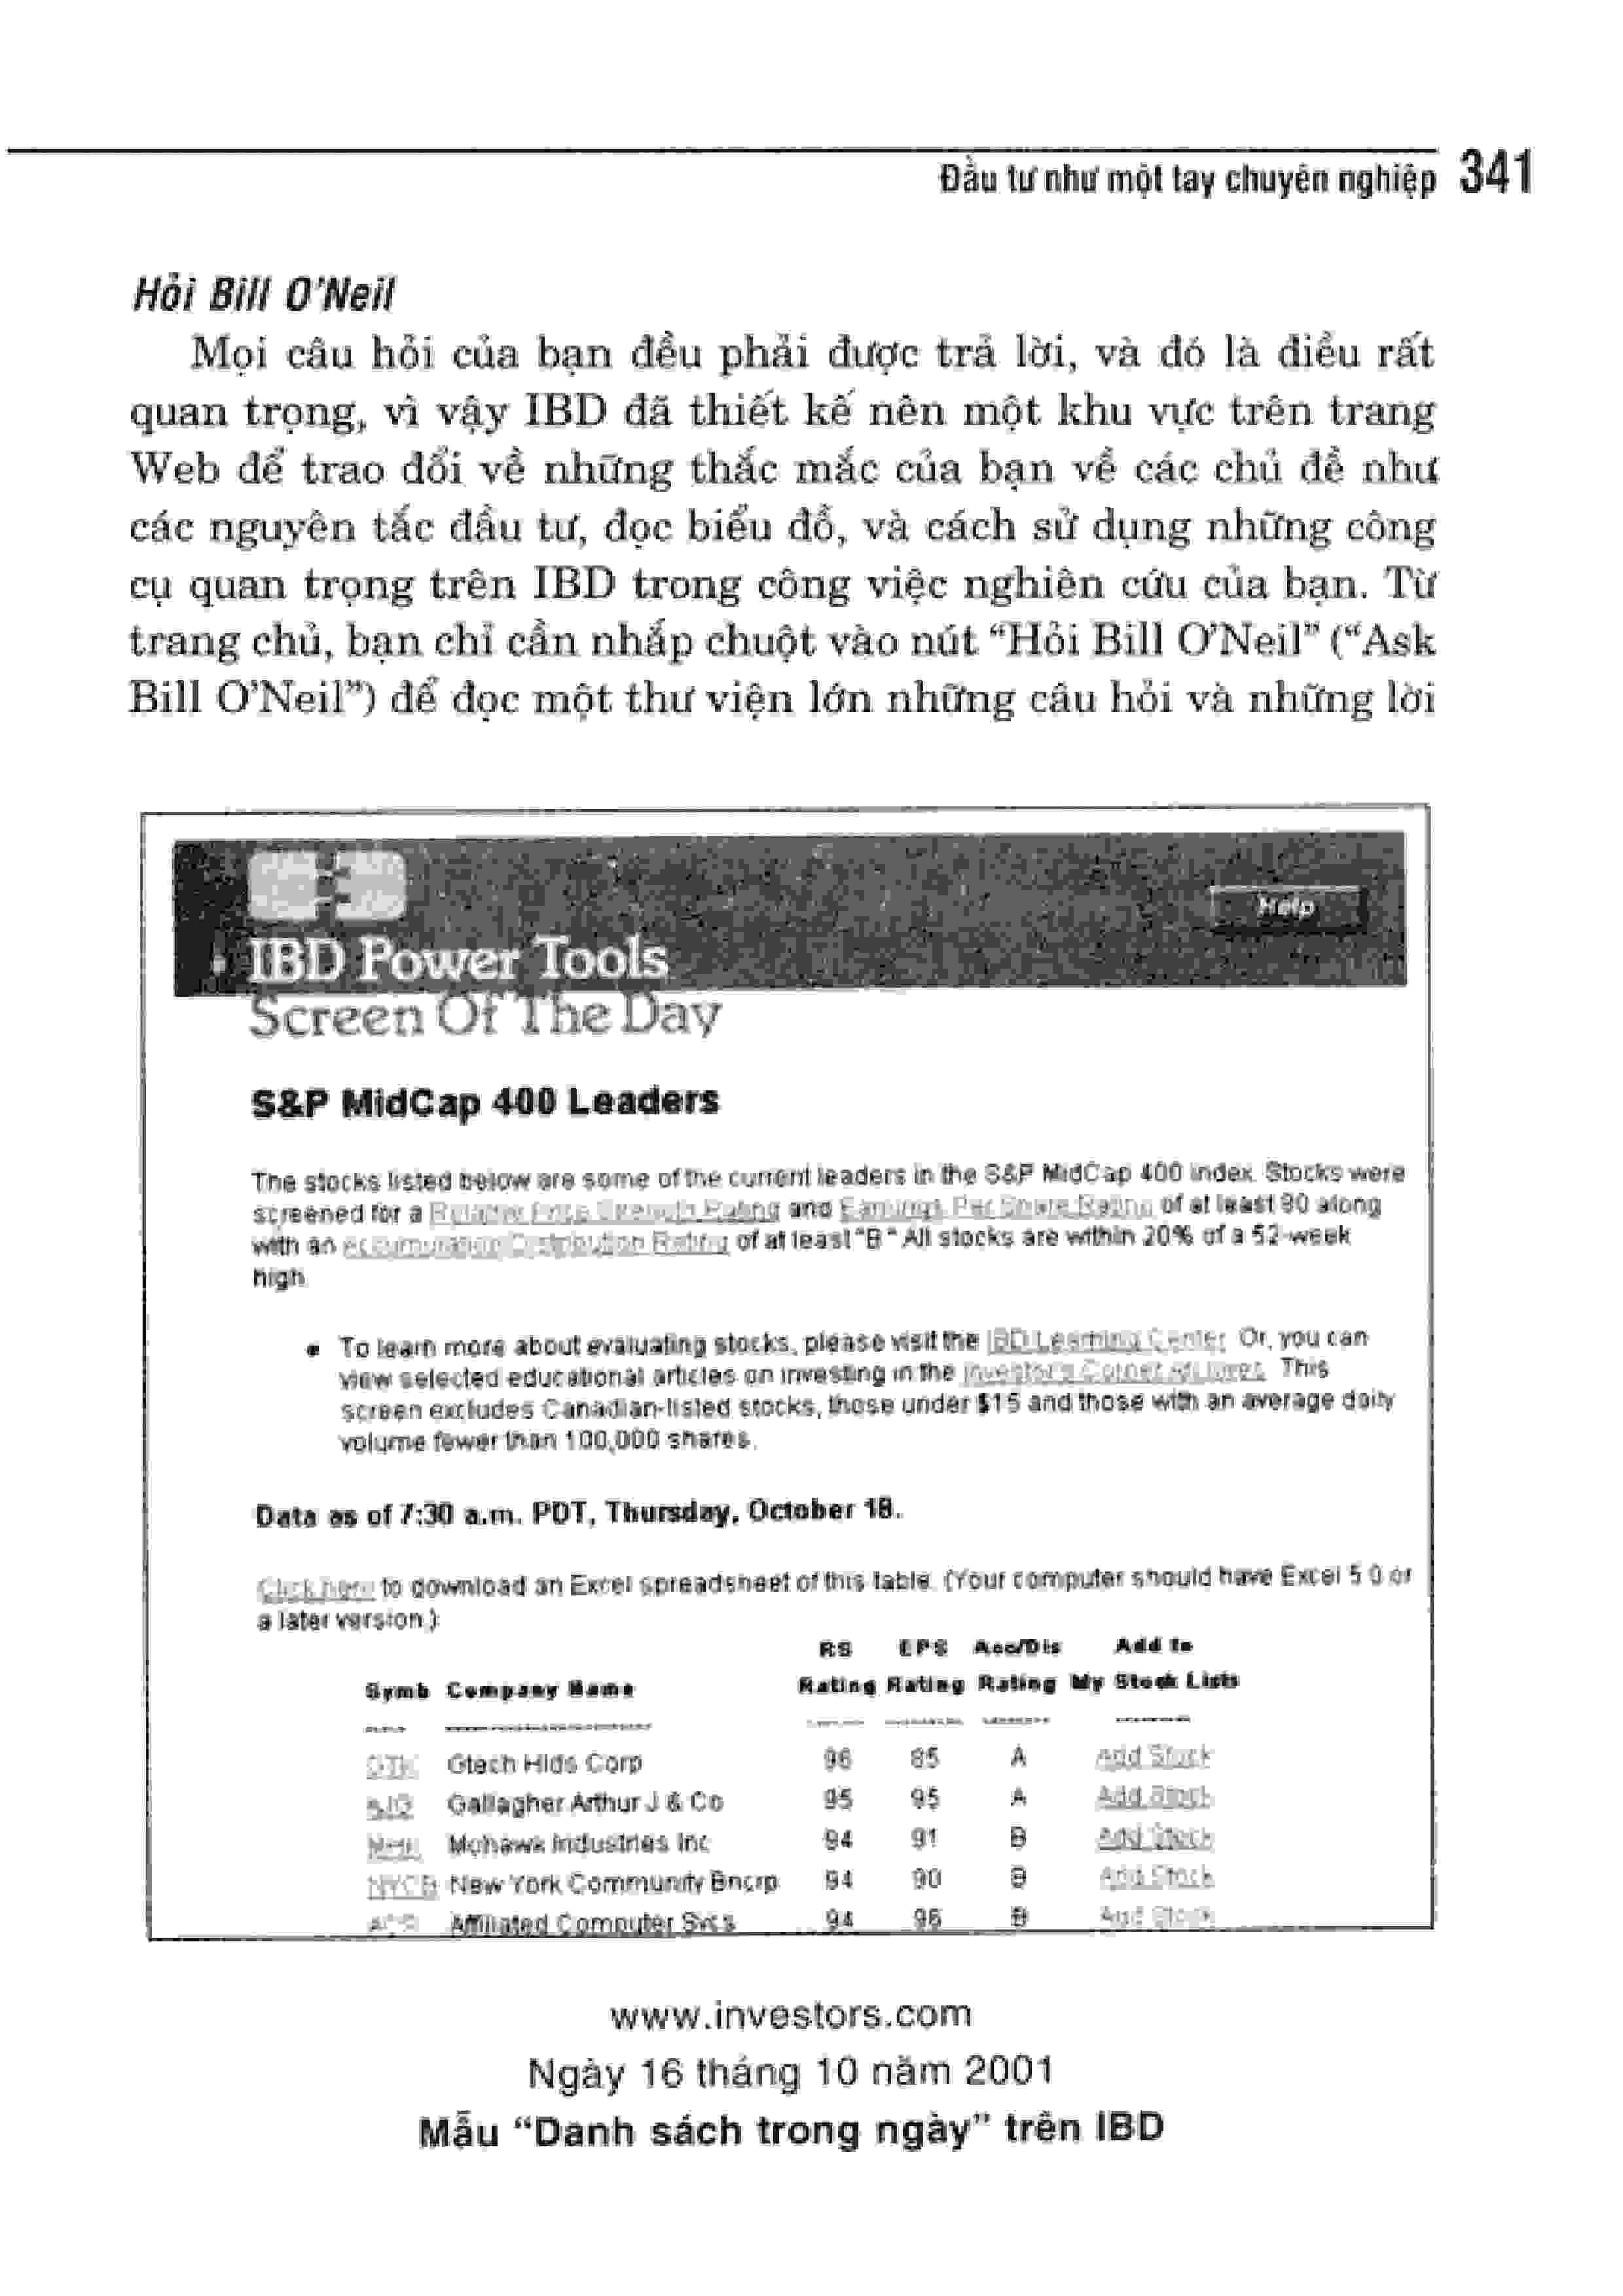 Đầu tư như một tay chuyên nghiệp 341
Hỏi Bill O'Neil
Mọi câu hỏi của bạn đều phải được trả lời, và đó là điều rất
quan trọng, vì vậy IBD đã thiết kế nên một khu vực trên trang
Web để trao đổi về những thắc mắc của bạn về các chủ đề như
các nguyên tắc đầu tư, đọc biểu đồ, và cách sử dụng những công
cụ quan trọng trên IBD trong công việc nghiên cứu của bạn. Từ
trang chủ, bạn chỉ cần nhấp chuột vào nút “Hỏi Bill O'Neil” (“Ask
Bill O'Neil”) để đọc một thư viện lớn những câu hỏi và những lời
Help
IBD Power Tools
Screen Of The Day
S&P MidCap 400 Leaders
The stocks listed below are some of the current leaders in the S&P MidCap 400 index. Stocks were
screened for a Relative Price Strength Rating and Earnings Per Share Rating of at least 80 along
with an Accumulation/Distribution Rating of at least "B." All stocks are within 20% of a 52-week
high.
• To learn more about evaluating stocks, please visit the IBD Learning Center. Or, you can
view selected educational articles on investing in the Investor's Corner Archives. This
screen excludes Canadian-listed stocks, those under $15 and those with an average daily
volume fewer than 100,000 shares.
Data as of 7:30 a.m. PDT, Thursday, October 18.
Click here to download an Excel spreadsheet of this table. (Your computer should have Excel 5.0 or
a later version.)
RS EPS Acc/Dis Add to
Symb Company Name Rating Rating Rating My Stock Lists
GTK Gtech Hlds Corp 96 85 A Add Stock
AJG Gallagher Arthur J & Co 95 95 A Add Stock
MHK Mohawk Industries Inc 94 91 B Add Stock
NYCB New York Community Bncrp 94 90 B Add Stock
Affiliated Computer Svcs 94 96 B Add Stock
www.investors.com
Ngày 16 tháng 10 năm 2001
Mẫu “Danh sách trong ngày” trên IBD